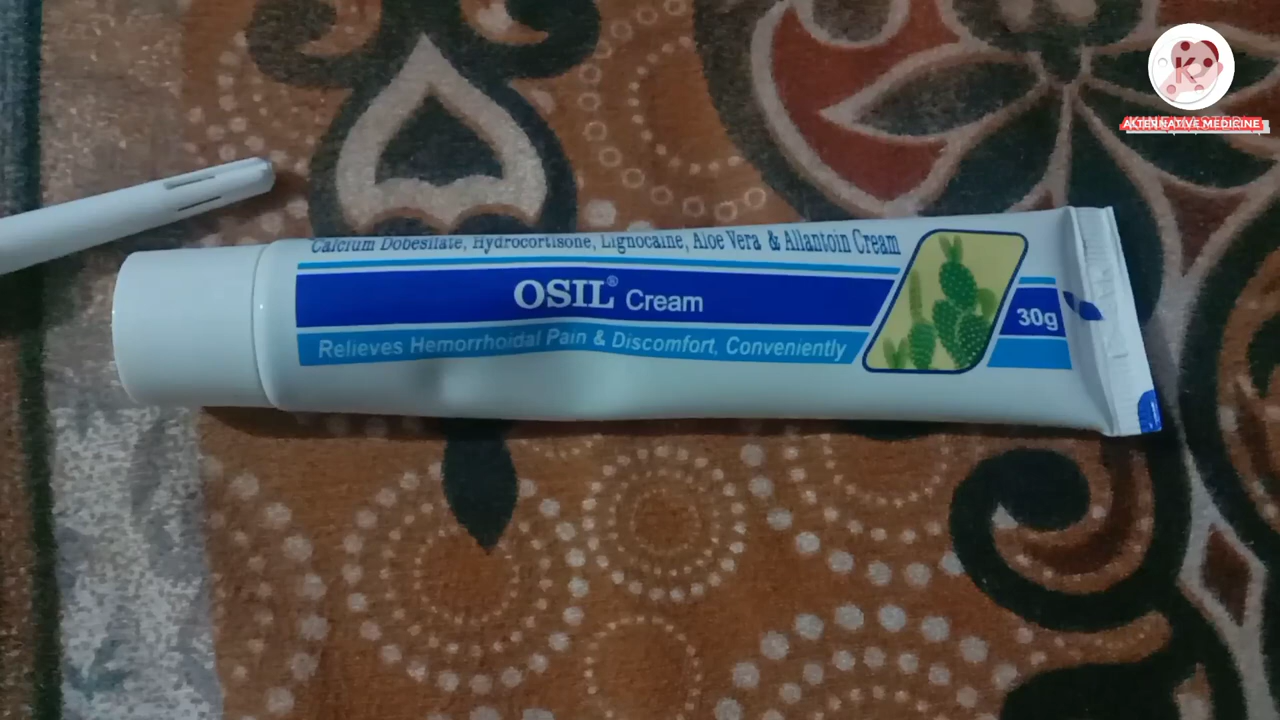 K
ALTERNATIVE MEDICINE
Calcium Dobesilate, Hydrocortisone, Lignocaine, Aloe Vera & Allantoin Cream
OSIL® Cream
30g
Relieves Hemorrhoidal Pain & Discomfort, Conveniently